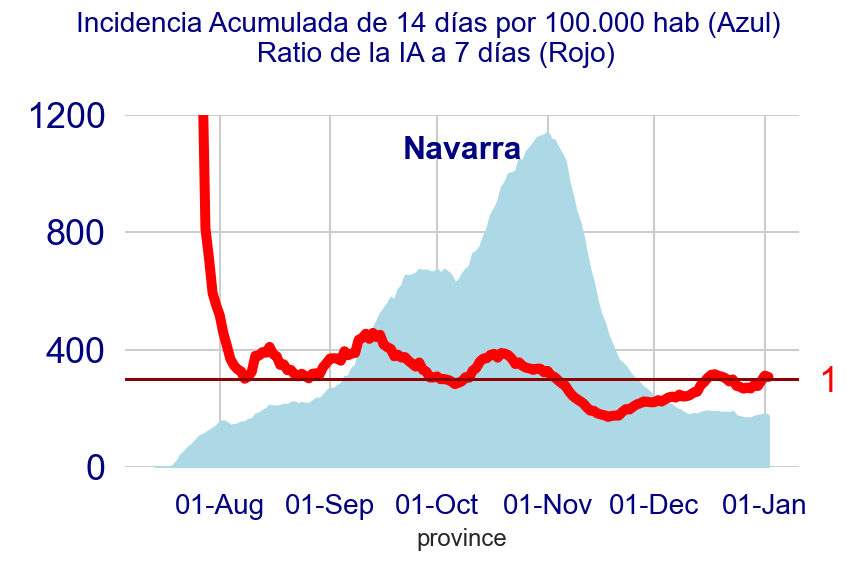 Incidencia Acumulada de 14 días por 100.000 hab (Azul)
Ratio de la IA a 7 días (Rojo)
1200
Navarra
800
400
1
0
01-Aug 01-Sep 01-Oct 01-Nov 01-Dec 01-Jan
province